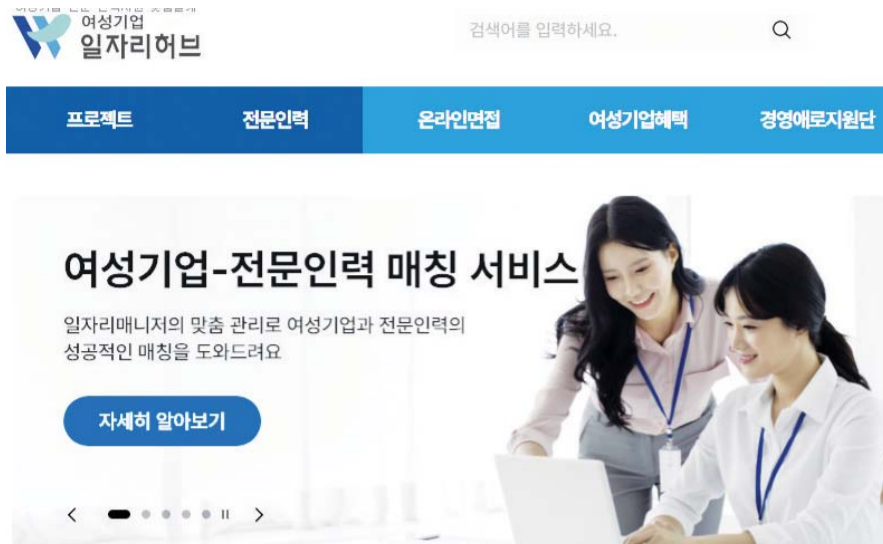 여성기업
일자리허브
검색어를 입력하세요.
프로젝트 전문인력 온라인면접 여성기업혜택 경영애로지원단
여성기업-전문인력 매칭 서비스
일자리매니저의 맞춤 관리로 여성기업과 전문인력의
성공적인 매칭을 도와드려요
자세히 알아보기